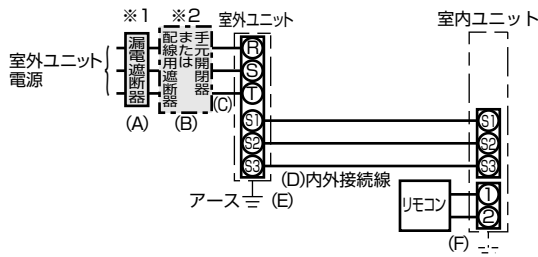 ※1
※2
室外ユニット
室内ユニット
室外ユニット
電源
漏電遮断器
手元開閉器
または
配線用遮断器
(A)
(B)
(C)
R
S
T
S1
S2
S3
S1
S2
S3
(D)内外接続線
アース
(E)
リモコン
1
2
(F)